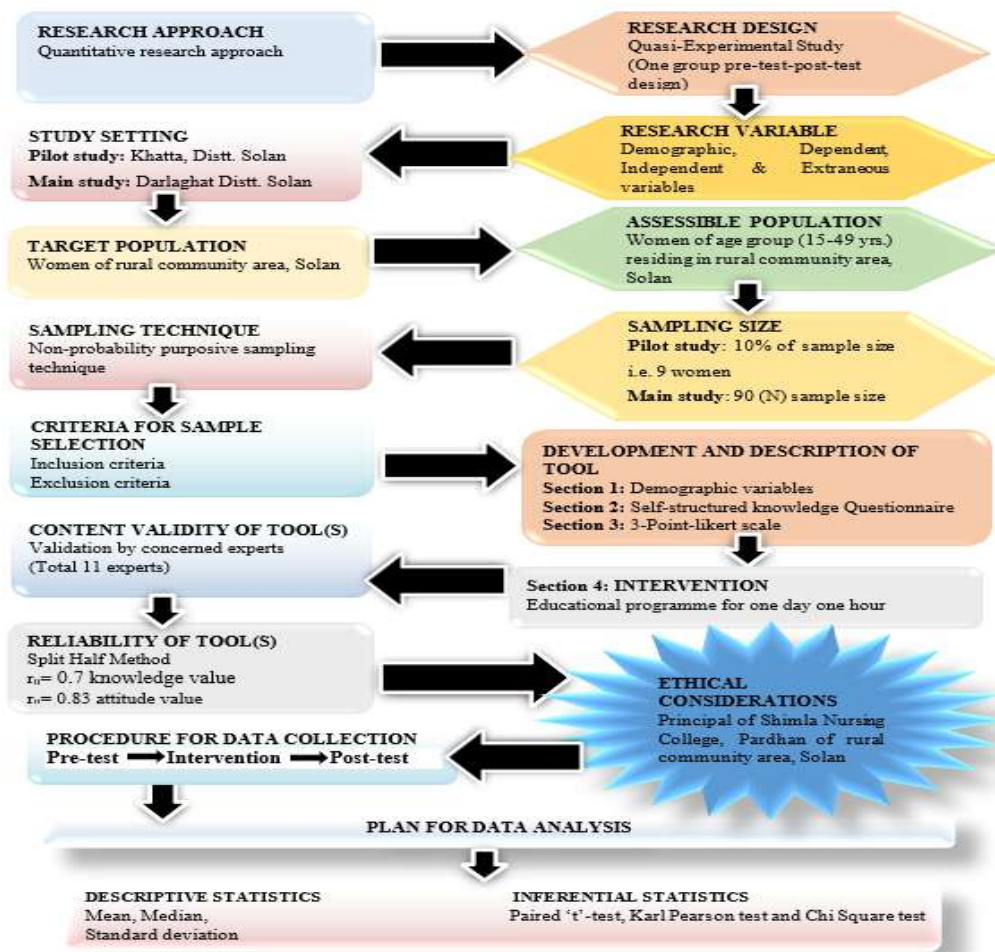 RESEARCH APPROACH
Quantitative research approach
RESEARCH DESIGN
Quasi-Experimental Study
(One group pre-test-post-test
design)
RESEARCH VARIABLE
Demographic, Dependent,
Independent & Extraneous
variables
STUDY SETTING
Pilot study: Khatta, Distt. Solan
Main study: Darlaghat Distt. Solan
TARGET POPULATION
Women of rural community area, Solan
ASSESSIBLE POPULATION
Women of age group (15-49 yrs.)
residing in rural community area,
Solan
SAMPLING SIZE
Pilot study: 10% of sample size
i.e. 9 women
Main study: 90 (N) sample size
SAMPLING TECHNIQUE
Non-probability purposive sampling
technique
CRITERIA FOR SAMPLE
SELECTION
Inclusion criteria
Exclusion criteria
DEVELOPMENT AND DESCRIPTION OF
TOOL
Section 1: Demographic variables
Section 2: Self-structured knowledge Questionnaire
Section 3: 3-Point-likert scale
Section 4: INTERVENTION
Educational programme for one day one hour
CONTENT VALIDITY OF TOOL(S)
Validation by concerned experts
(Total 11 experts)
RELIABILITY OF TOOL(S)
Split Half Method
= 0.7 knowledge value
= 0.83 attitude value
ETHICAL
CONSIDERATIONS
Principal of Shimla Nursing
College, Pardhan of rural
community area, Solan
PROCEDURE FOR DATA COLLECTION
Pre-test Intervention Post-test
PLAN FOR DATA ANALYSIS
DESCRIPTIVE STATISTICS
Mean, Median,
Standard deviation
INFERENTIAL STATISTICS
Paired ‘t’-test, Karl Pearson test and Chi Square test